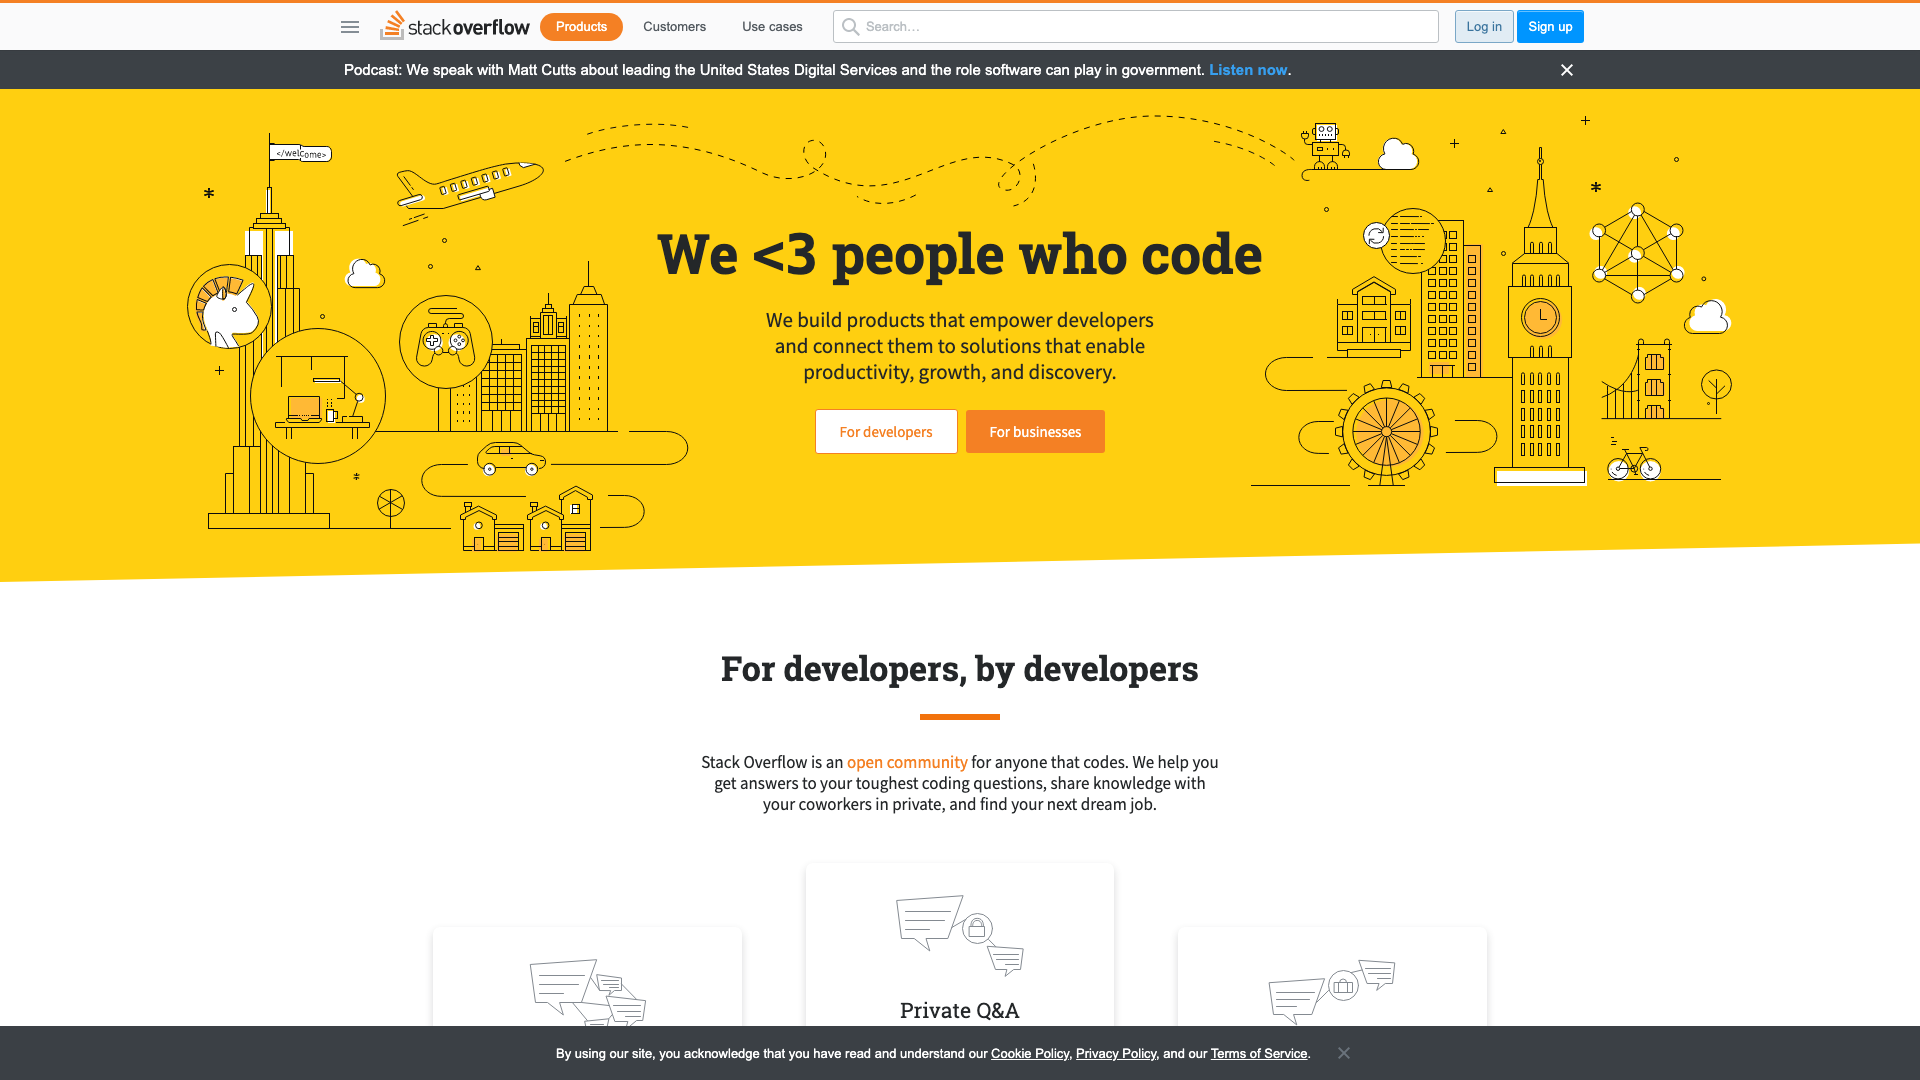 stackoverflow
Products
Customers
Use cases
Search...
Log in
Sign up
Podcast: We speak with Matt Cutts about leading the United States Digital Services and the role software can play in government. Listen now.
</welcome>
We <3 people who code
We build products that empower developers
and connect them to solutions that enable
productivity, growth, and discovery.
For developers
For businesses
For developers, by developers
Stack Overflow is an open community for anyone that codes. We help you
get answers to your toughest coding questions, share knowledge with
your coworkers in private, and find your next dream job.
Private Q&A
By using our site, you acknowledge that you have read and understand our Cookie Policy, Privacy Policy, and our Terms of Service.